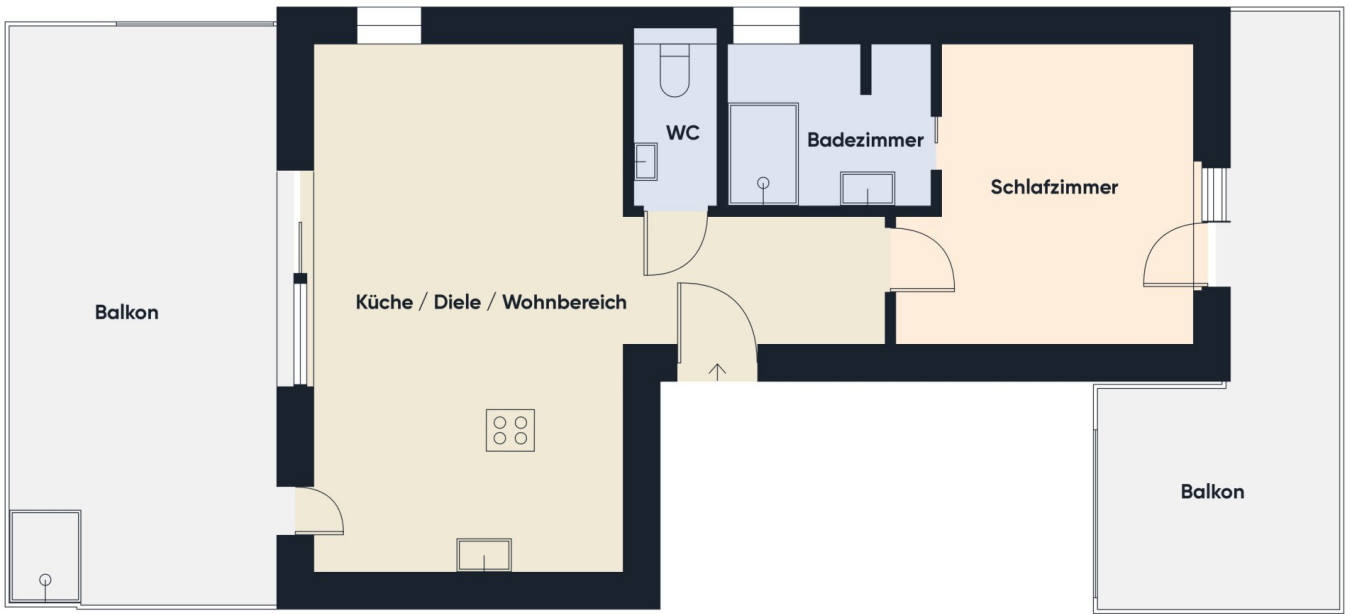 WC
Badezimmer
Schlafzimmer
Küche / Diele / Wohnbereich
Balkon
Balkon